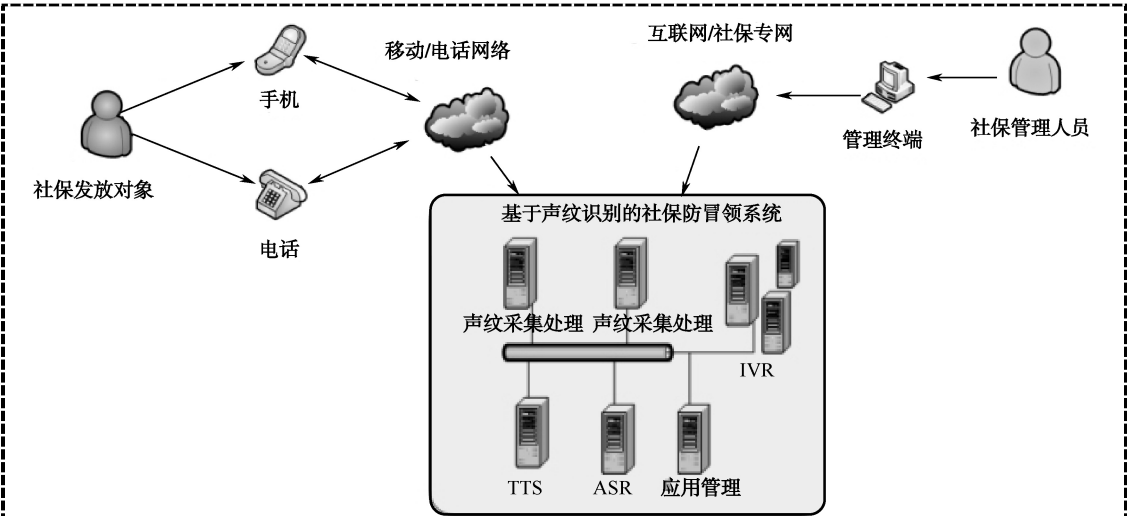 互联网/社保专网
移动/电话网络
手机
社保管理人员
管理终端
社保发放对象
电话
基于声纹识别的社保防冒领系统
声纹采集处理
声纹采集处理
IVR
TTS
ASR
应用管理